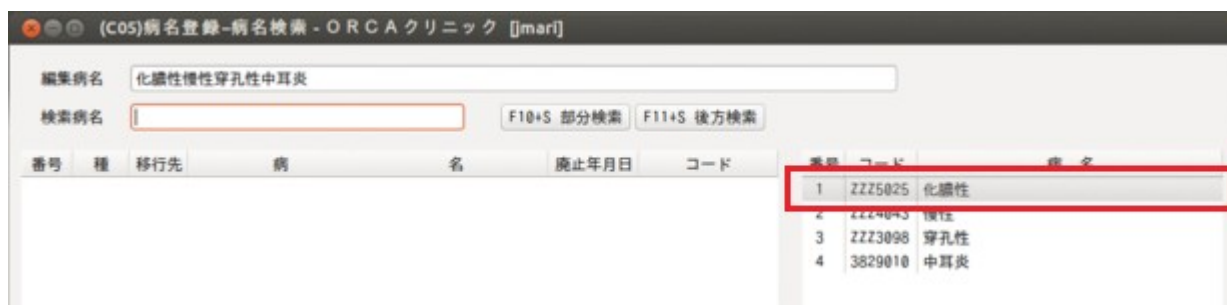 (C05)病名登録–病名検索 - ORCAクリニック [jmari]
編集病名 化膿性慢性穿孔性中耳炎
検索病名 F10+S 部分検索 F11+S 後方検索
番号 種 移行先 病 名 廃止年月日 コード 番号 コード 病 名
1 ZZZ5025 化膿性
2 ZZZ4043 慢性
3 ZZZ3098 穿孔性
4 3829010 中耳炎